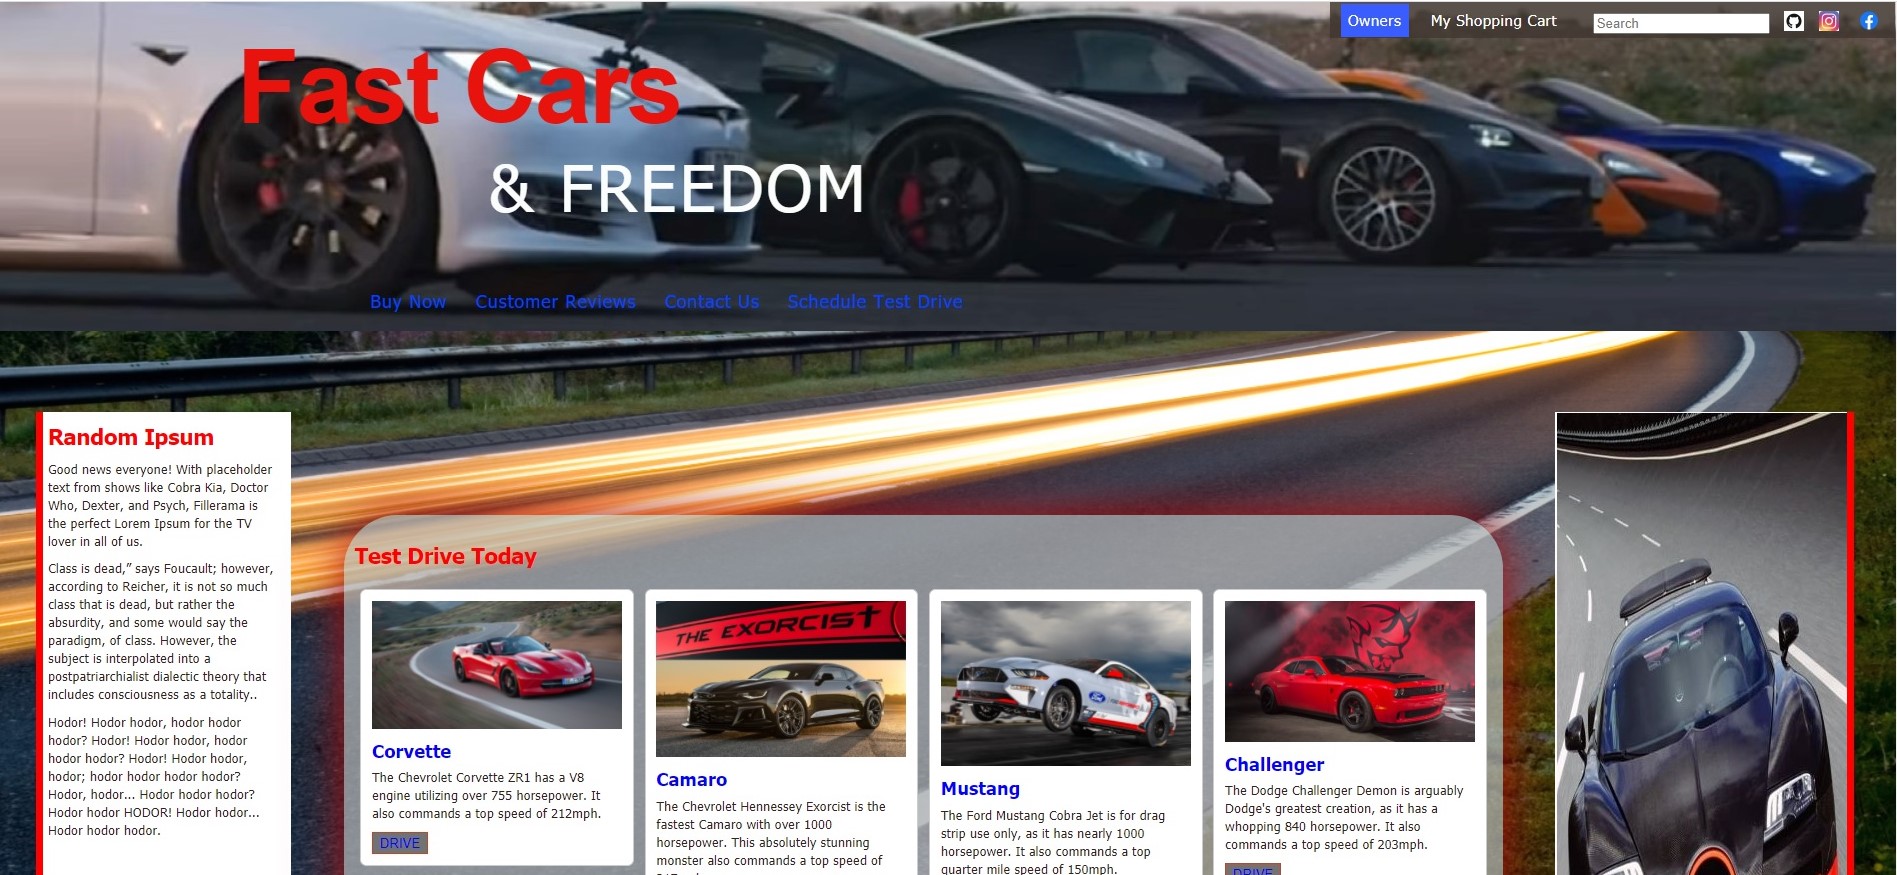 Owners My Shopping Cart Search
Fast Cars
& FREEDOM
Buy Now Customer Reviews Contact Us Schedule Test Drive
Random Ipsum
Good news everyone! With placeholder
text from shows like Cobra Kia, Doctor
Who, Dexter, and Psych, Fillerama is
the perfect Lorem Ipsum for the TV
lover in all of us.
Class is dead,” says Foucault; however,
according to Reicher, it is not so much
class that is dead, but rather the
absurdity, and some would say the
paradigm, of class. However, the
subject is interpolated into a
postpatriarchialist dialectic theory that
includes consciousness as a totality..
Hodor! Hodor hodor, hodor hodor
hodor? Hodor! Hodor hodor, hodor
hodor hodor? Hodor! Hodor hodor,
hodor; hodor hodor hodor hodor?
Hodor, hodor... Hodor hodor hodor?
Hodor hodor HODOR! Hodor hodor...
Hodor hodor hodor.
Test Drive Today
Corvette
The Chevrolet Corvette ZR1 has a V8
engine utilizing over 755 horsepower. It
also commands a top speed of 212mph.
DRIVE
THE EXORCIST
Camaro
The Chevrolet Hennessey Exorcist is the
fastest Camaro with over 1000
horsepower. This absolutely stunning
monster also commands a top speed of
Ford
Mustang
The Ford Mustang Cobra Jet is for drag
strip use only, as it has nearly 1000
horsepower. It also commands a top
quarter mile speed of 150mph.
Challenger
The Dodge Challenger Demon is arguably
Dodge's greatest creation, as it has a
whopping 840 horsepower. It also
commands a top speed of 203mph.
DRIVE